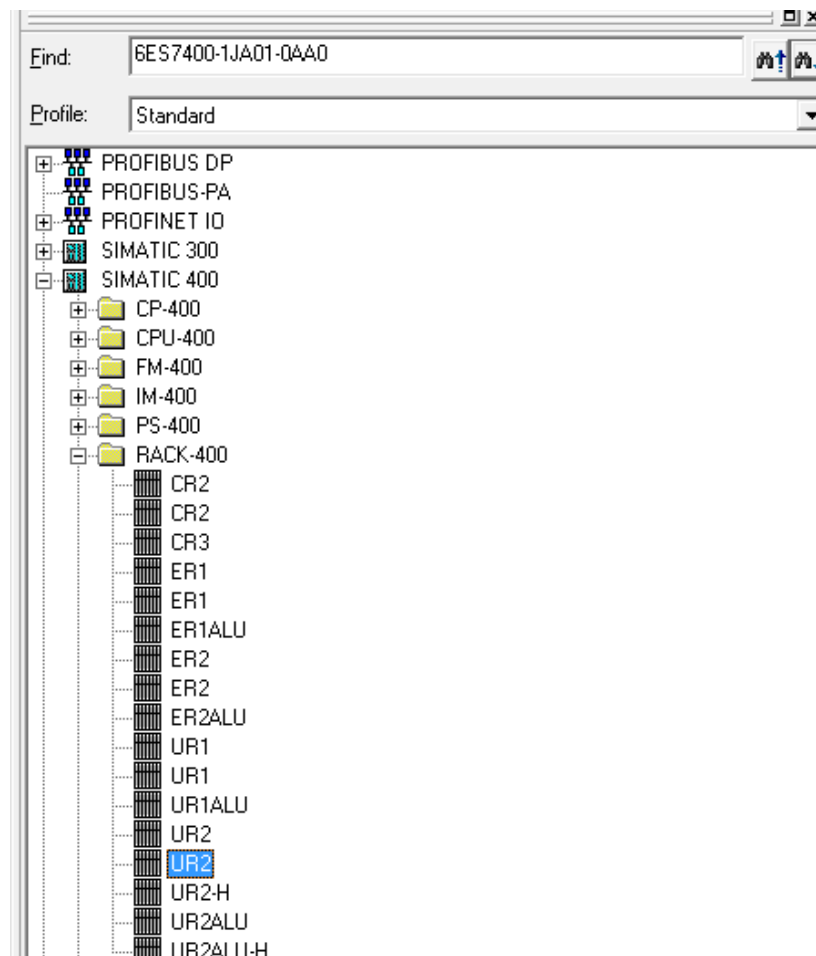 Find: 6ES7400-1JA01-0AA0
Profile: Standard
PROFIBUS DP
PROFIBUS-PA
PROFINET IO
SIMATIC 300
SIMATIC 400
CP-400
CPU-400
FM-400
IM-400
PS-400
RACK-400
CR2
CR2
CR3
ER1
ER1
ER1ALU
ER2
ER2
ER2ALU
UR1
UR1
UR1ALU
UR2
UR2
UR2-H
UR2ALU
UR2ALU-H